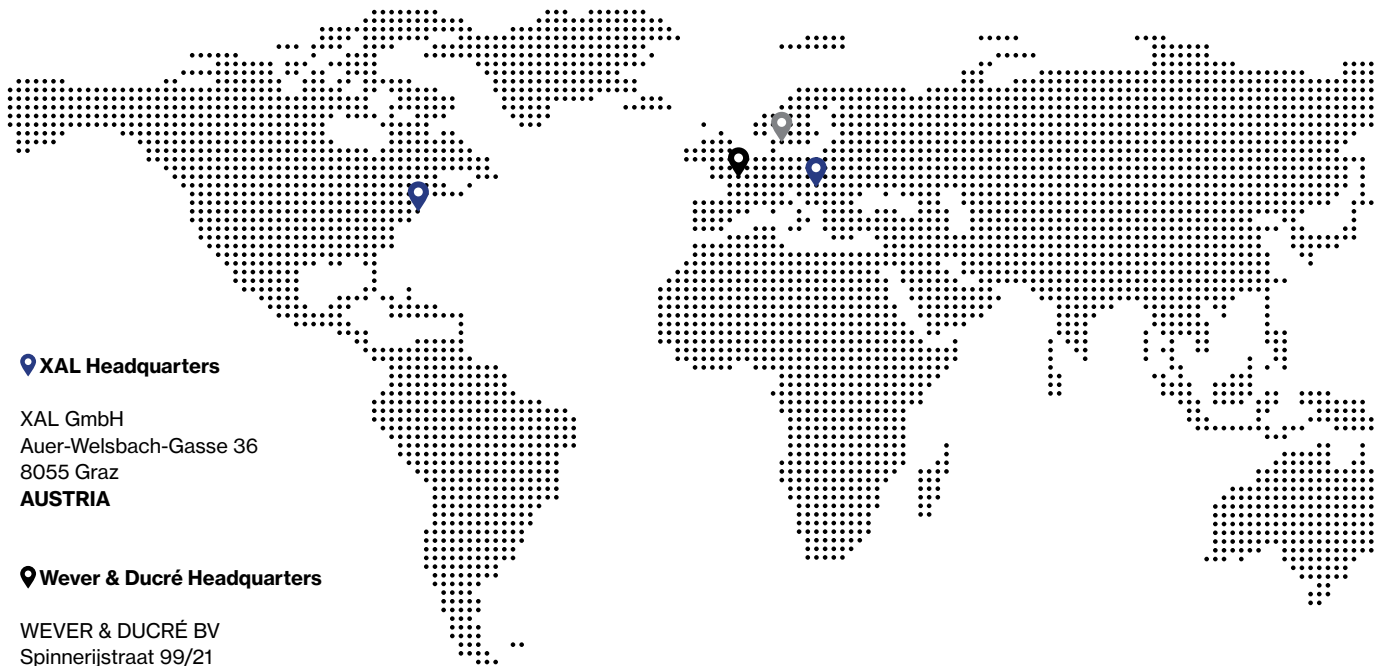 XAL Headquarters
XAL GmbH
Auer-Welsbach-Gasse 36
8055 Graz
AUSTRIA
Wever & Ducré Headquarters
WEVER & DUCRÉ BV
Spinnerijstraat 99/21